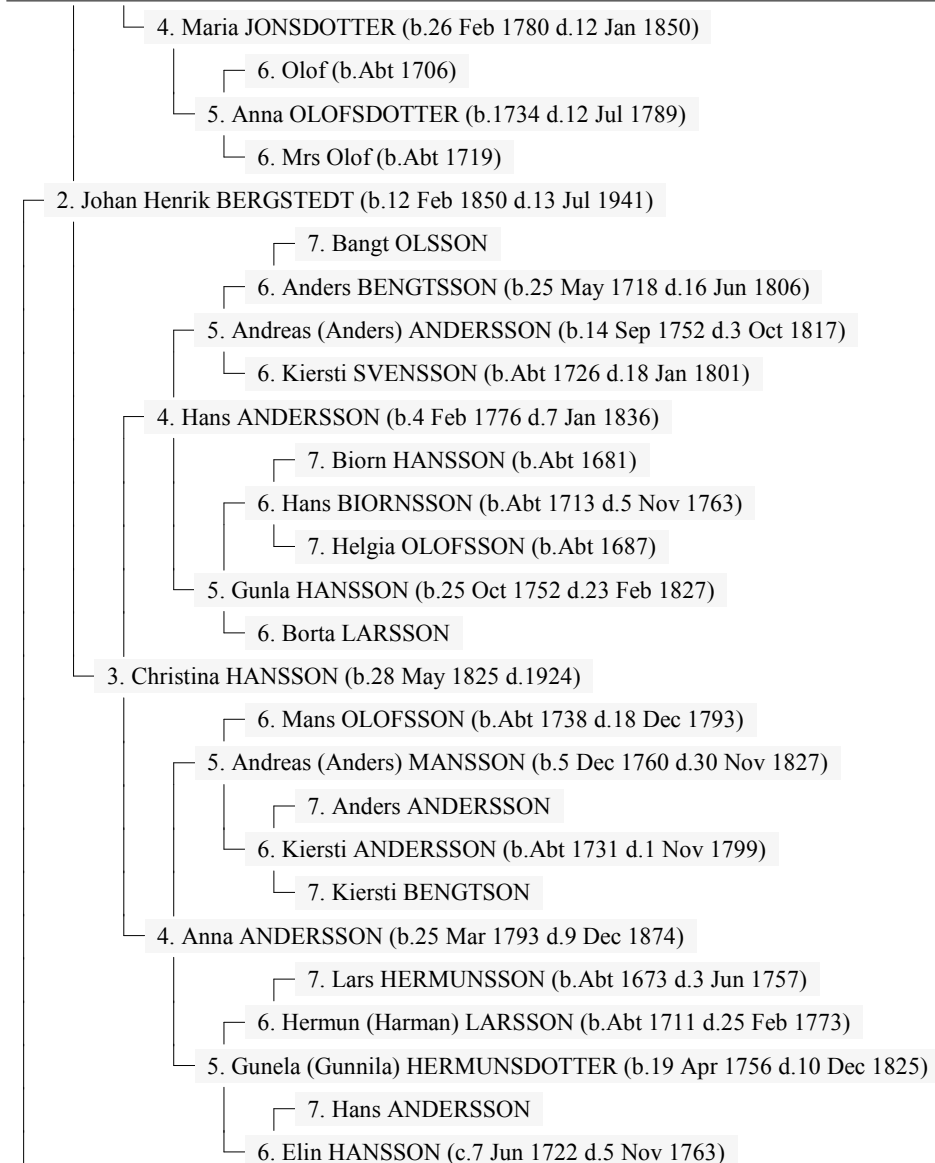 4. Maria JONSDOTTER (b.26 Feb 1780 d.12 Jan 1850)
6. Olof (b.Abt 1706)
5. Anna OLOFSDOTTER (b.1734 d.12 Jul 1789)
6. Mrs Olof (b.Abt 1719)
2. Johan Henrik BERGSTEDT (b.12 Feb 1850 d.13 Jul 1941)
7. Bangt OLSSON
6. Anders BENGTSSON (b.25 May 1718 d.16 Jun 1806)
5. Andreas (Anders) ANDERSSON (b.14 Sep 1752 d.3 Oct 1817)
6. Kiersti SVENSSON (b.Abt 1726 d.18 Jan 1801)
4. Hans ANDERSSON (b.4 Feb 1776 d.7 Jan 1836)
7. Biorn HANSSON (b.Abt 1681)
6. Hans BIORNSSON (b.Abt 1713 d.5 Nov 1763)
7. Helgia OLOFSSON (b.Abt 1687)
5. Gunla HANSSON (b.25 Oct 1752 d.23 Feb 1827)
6. Borta LARSSON
3. Christina HANSSON (b.28 May 1825 d.1924)
6. Mans OLOFSSON (b.Abt 1738 d.18 Dec 1793)
5. Andreas (Anders) MANSSON (b.5 Dec 1760 d.30 Nov 1827)
7. Anders ANDERSSON
6. Kiersti ANDERSSON (b.Abt 1731 d.1 Nov 1799)
7. Kiersti BENGTSON
4. Anna ANDERSSON (b.25 Mar 1793 d.9 Dec 1874)
7. Lars HERMUNSSON (b.Abt 1673 d.3 Jun 1757)
6. Hermun (Harman) LARSSON (b.Abt 1711 d.25 Feb 1773)
5. Gunela (Gunnila) HERMUNSDOTTER (b.19 Apr 1756 d.10 Dec 1825)
7. Hans ANDERSSON
6. Elin HANSSON (c.7 Jun 1722 d.5 Nov 1763)